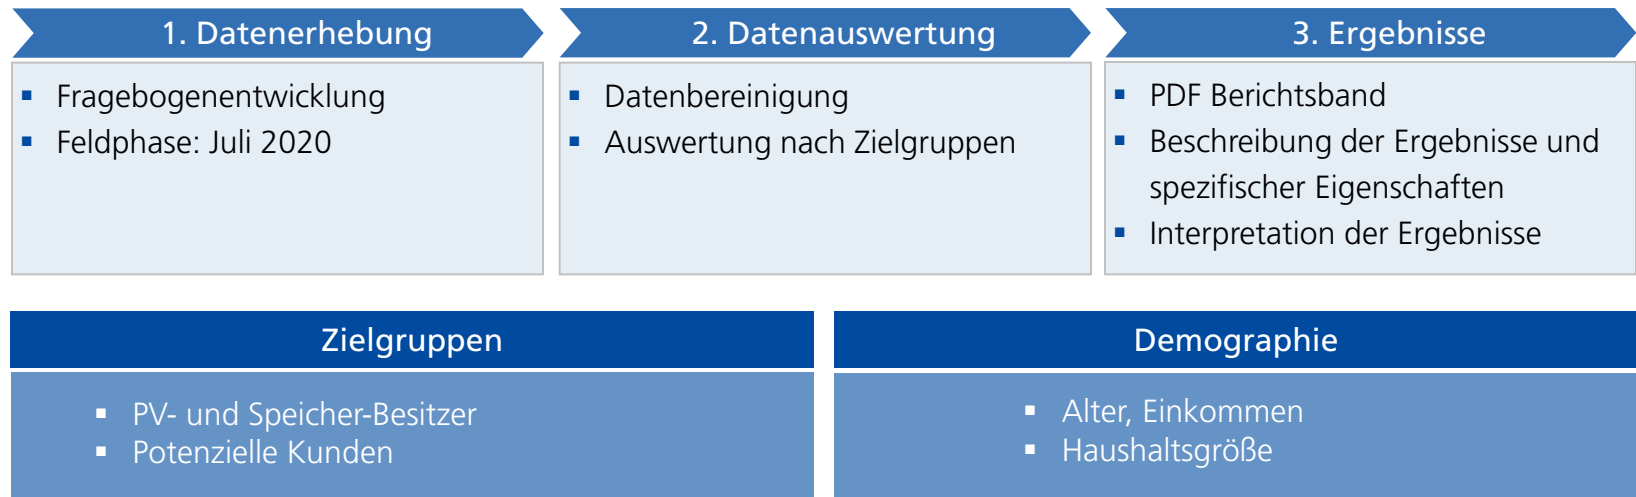 1. Datenerhebung
▪ Fragebogenentwicklung
▪ Feldphase: Juli 2020
2. Datenauswertung
▪ Datenbereinigung
▪ Auswertung nach Zielgruppen
3. Ergebnisse
▪ PDF Berichtsband
▪ Beschreibung der Ergebnisse und
spezifischer Eigenschaften
▪ Interpretation der Ergebnisse
Zielgruppen
▪ PV- und Speicher-Besitzer
▪ Potenzielle Kunden
Demographie
▪ Alter, Einkommen
▪ Haushaltsgröße